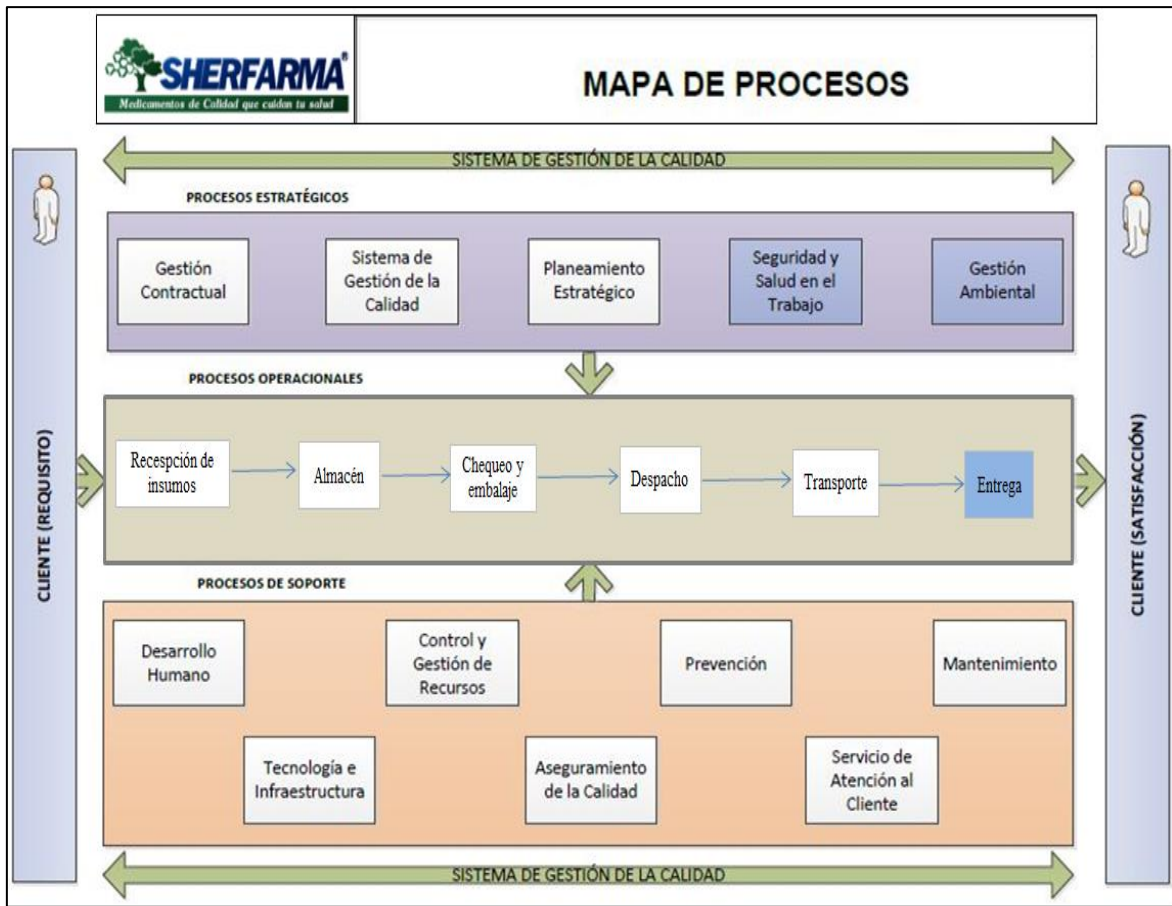 SHERFARMA®
Medicamentos de Calidad que cuidan tu salud
MAPA DE PROCESOS
SISTEMA DE GESTIÓN DE LA CALIDAD
CLIENTE (REQUISITO)
PROCESOS ESTRATÉGICOS
Gestión
Contractual
Sistema de
Gestión de la
Calidad
Planeamiento
Estratégico
Seguridad y
Salud en el
Trabajo
Gestión
Ambiental
PROCESOS OPERACIONALES
Recespción de
insumos
Almacén
Chequeo y
embalaje
Despacho
Transporte
Entrega
PROCESOS DE SOPORTE
Desarrollo
Humano
Control y
Gestión de
Recursos
Prevención
Mantenimiento
Tecnología e
Infraestructura
Aseguramiento
de la Calidad
Servicio de
Atención al
Cliente
CLIENTE (SATISFACCIÓN)
SISTEMA DE GESTIÓN DE LA CALIDAD